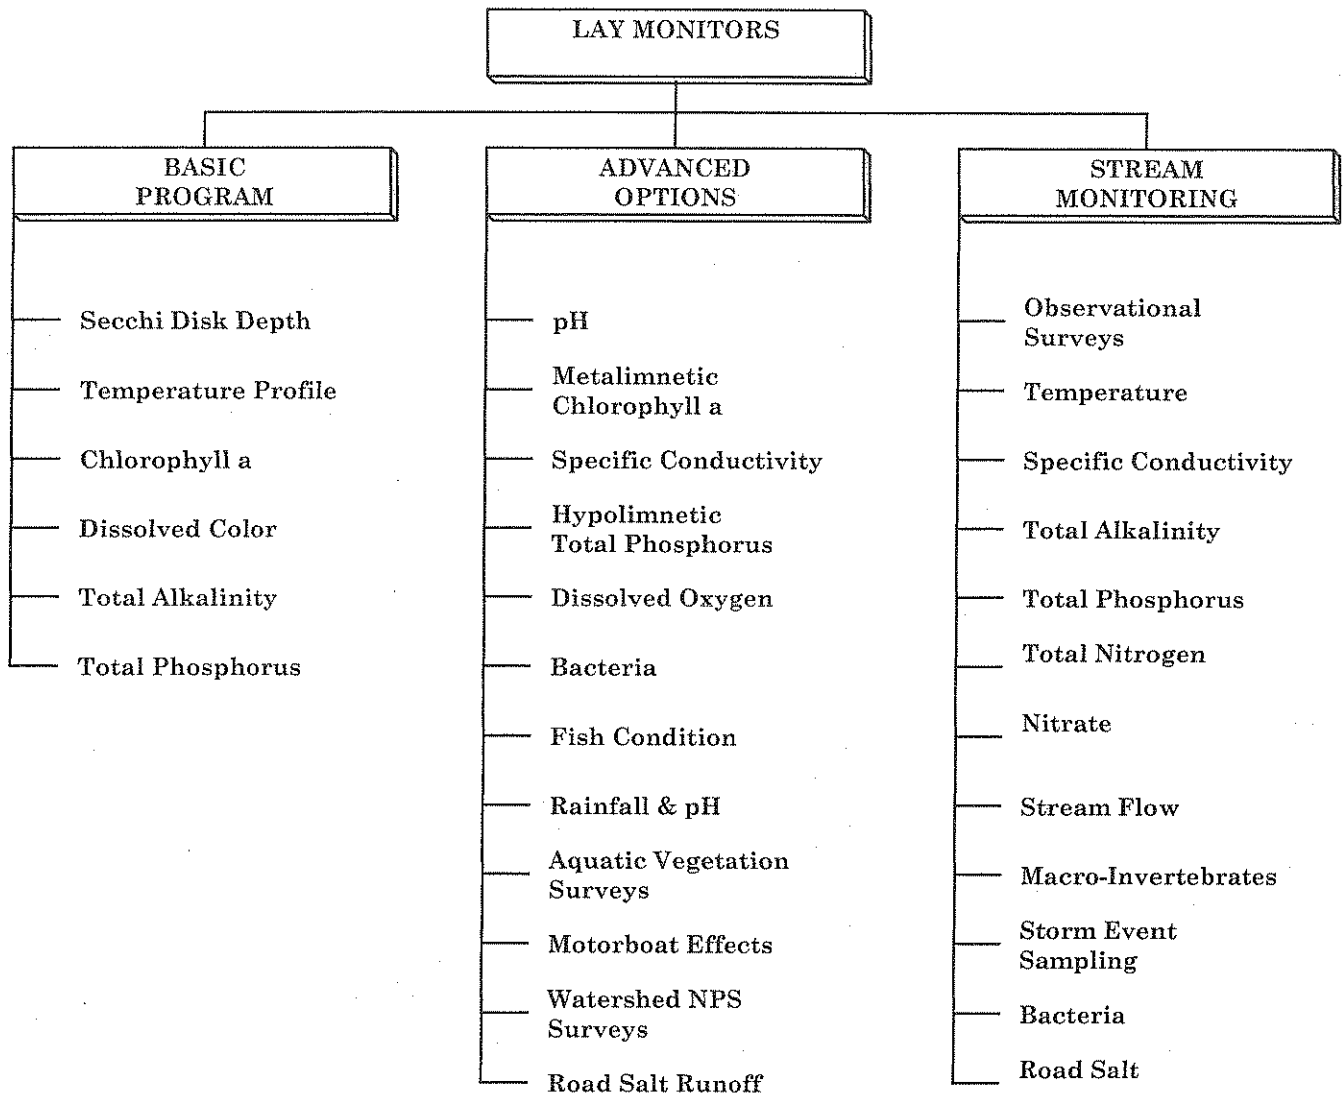 LAY MONITORS
BASIC
PROGRAM
Secchi Disk Depth
Temperature Profile
Chlorophyll a
Dissolved Color
Total Alkalinity
Total Phosphorus
ADVANCED
OPTIONS
pH
Metalimnetic
Chlorophyll a
Specific Conductivity
Hypolimnetic
Total Phosphorus
Dissolved Oxygen
Bacteria
Fish Condition
Rainfall & pH
Aquatic Vegetation
Surveys
Motorboat Effects
Watershed NPS
Surveys
Road Salt Runoff
STREAM
MONITORING
Observational
Surveys
Temperature
Specific Conductivity
Total Alkalinity
Total Phosphorus
Total Nitrogen
Nitrate
Stream Flow
Macro-Invertebrates
Storm Event
Sampling
Bacteria
Road Salt